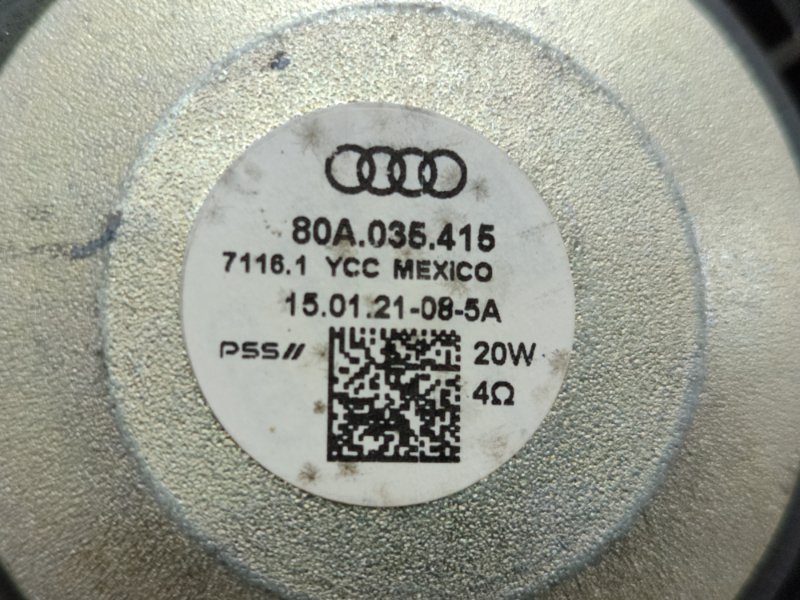 80A.035.415
7116.1 YCC MEXICO
15.01.21-08-5A
PSS//
20W
4Ω